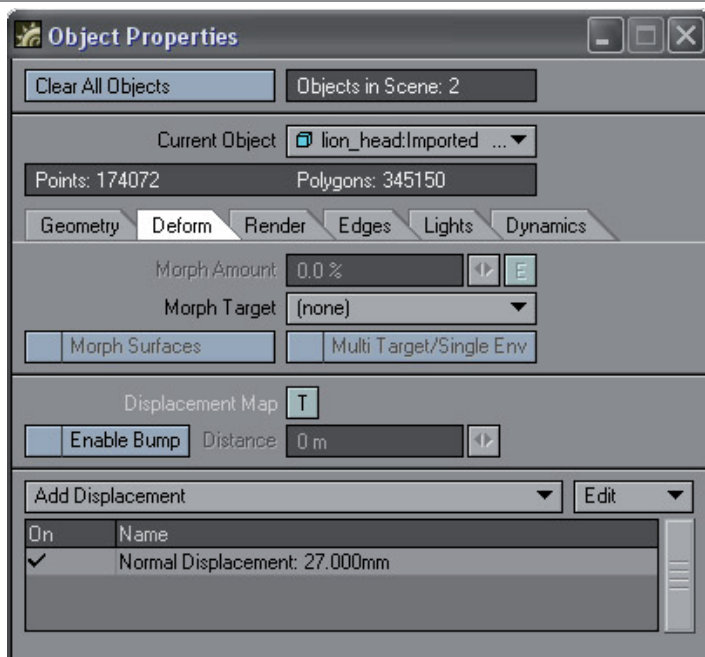 Object Properties
Clear All Objects Objects in Scene: 2
Current Object lion_head:Imported ...
Points: 174072 Polygons: 345150
Geometry Deform Render Edges Lights Dynamics
Morph Amount 0.0 % E
Morph Target (none)
Morph Surfaces Multi Target/Single Env
Displacement Map T
Enable Bump Distance 0 m
Add Displacement Edit
On Name
Normal Displacement: 27.000mm